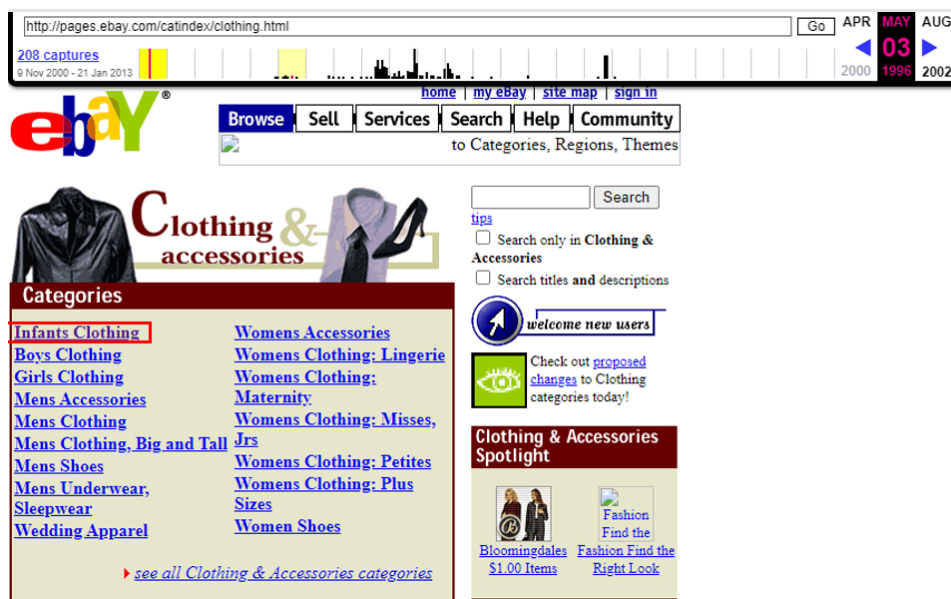 http://pages.ebay.com/catindex/clothing.html
Go
APR MAY AUG
208 captures
03
9 Nov 2000 - 21 Jan 2013
2000 1996 2002
home | my eBay | site map | sign in
ebaY®
Browse Sell Services Search Help Community
to Categories, Regions, Themes
Clothing &
accessories
Search
tips
Search only in Clothing &
Accessories
Search titles and descriptions
welcome new users
Check out proposed
changes to Clothing
categories today!
Categories
Infants Clothing
Boys Clothing
Girls Clothing
Mens Accessories
Mens Clothing
Mens Clothing, Big and Tall
Mens Shoes
Mens Underwear,
Sleepwear
Wedding Apparel
Womens Accessories
Womens Clothing: Lingerie
Womens Clothing:
Maternity
Womens Clothing: Misses,
Jrs
Womens Clothing: Petites
Womens Clothing: Plus
Sizes
Women Shoes
see all Clothing & Accessories categories
Clothing & Accessories
Spotlight
B
Bloomingdales
$1.00 Items
Fashion
Find the
Fashion Find the
Right Look